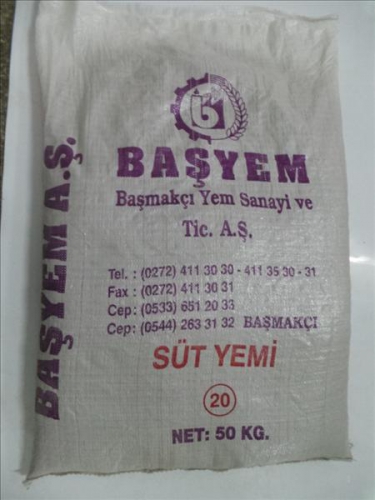 BAŞYEM A.Ş.
BAŞYEM
Başmakçı Yem Sanayi ve
Tic. A.Ş.
Tel. : (0272) 411 30 30 - 411 35 30 - 31
Fax : (0272) 411 30 31
Cep: (0533) 651 20 33
Cep: (0544) 263 31 32 BAŞMAKÇI
SÜT YEMİ
20
NET: 50 KG.